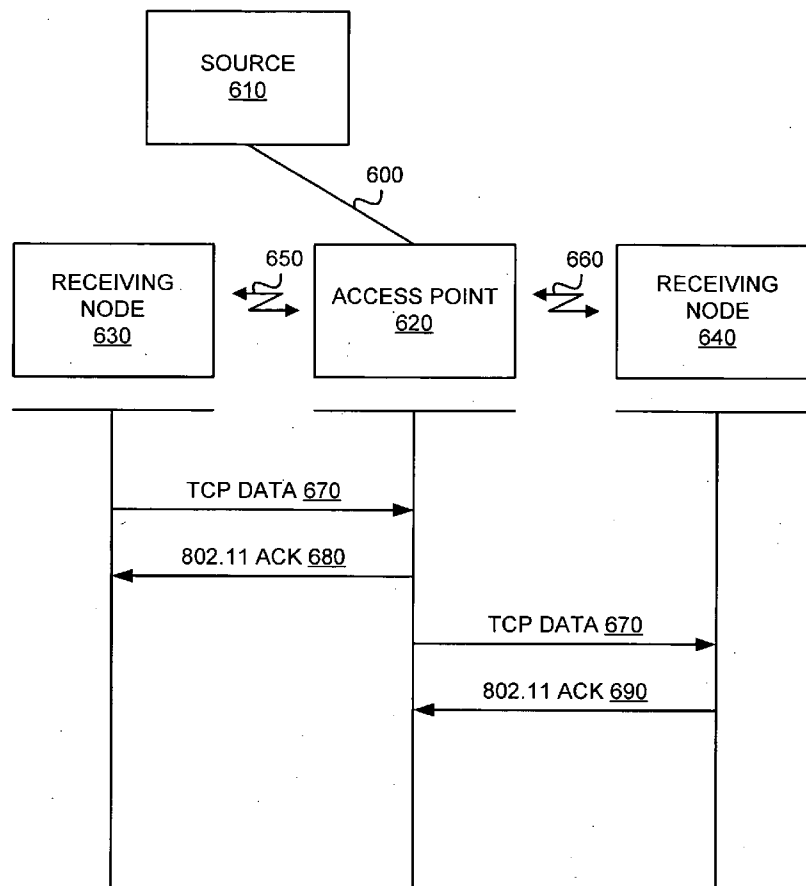 SOURCE
610
600
650
660
RECEIVING
NODE
630
ACCESS POINT
620
RECEIVING
NODE
640
TCP DATA 670
802.11 ACK 680
TCP DATA 670
802.11 ACK 690